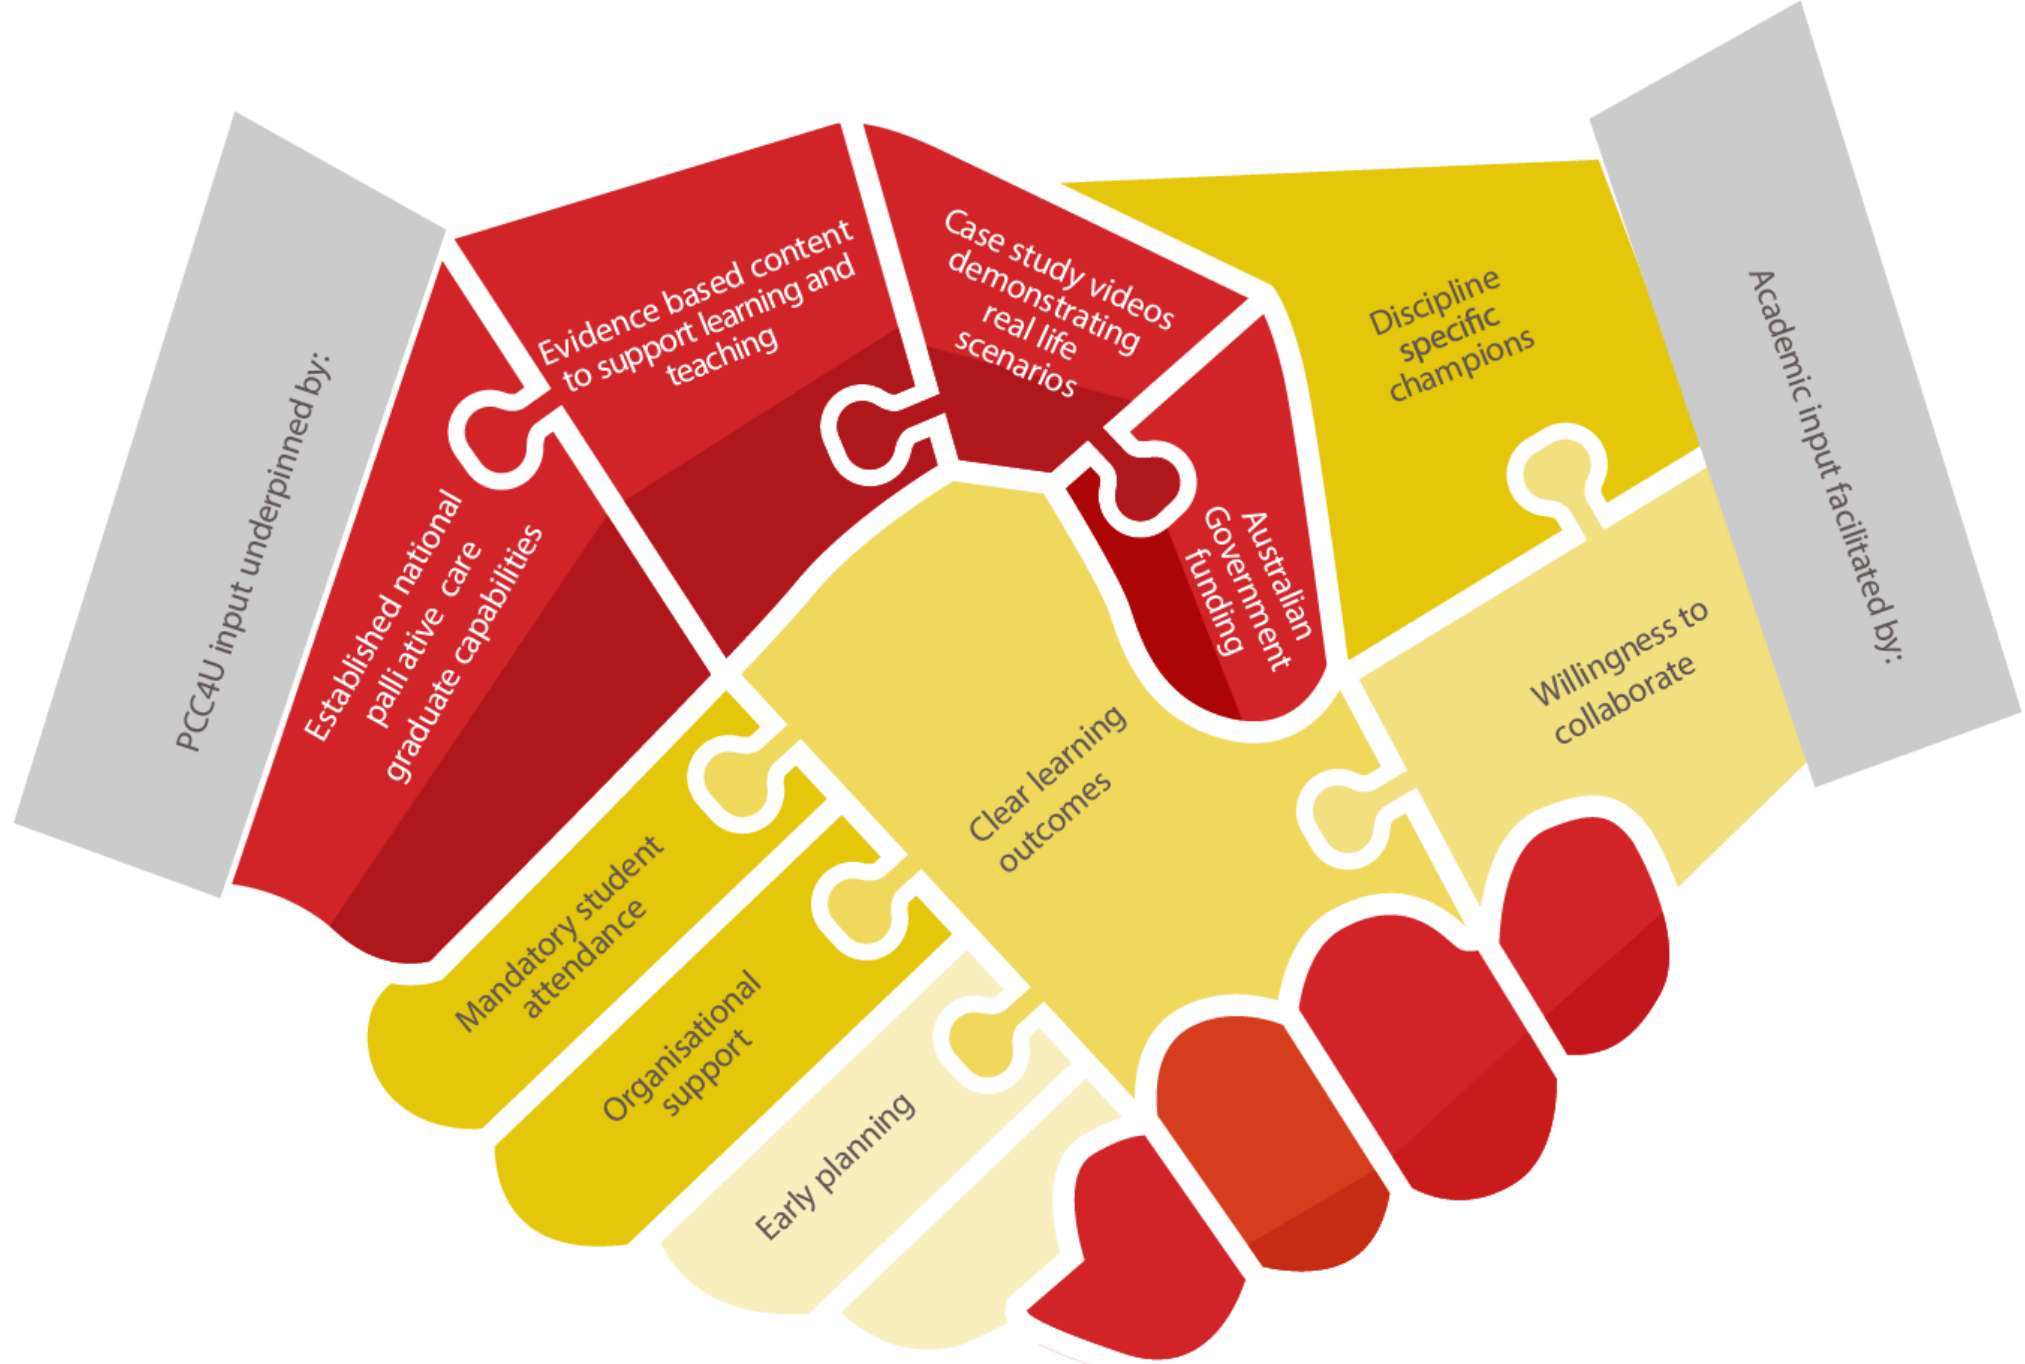 PCC4U input underpinned by:
Established national
palli ative care
graduate capabilities
Evidence based content
to support learning and
teaching
Case study videos
demonstrating
real life
scenarios
Australian
Government
funding
Discipline
specific
champions
Academic input facilitated by:
Willingness to
collaborate
Clear learning
outcomes
Mandatory student
attendance
Organisational
support
Early planning